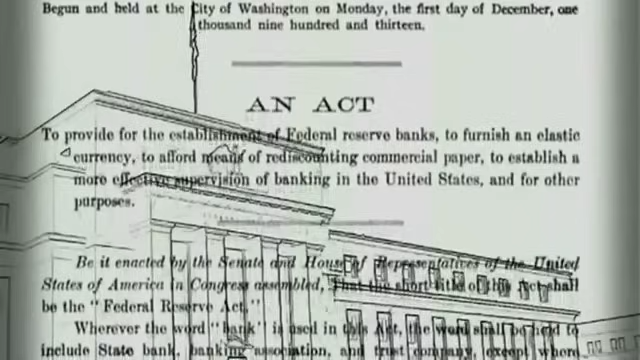 Begun and held at the City of Washington on Monday, the first day of December, one
thousand nine hundred and thirteen.
AN ACT
To provide for the establishment of Federal reserve banks, to furnish an elastic
currency, to afford means of rediscounting commercial paper, to establish a
more effective supervision of banking in the United States, and for other
purposes.
Be it enacted by the Senate and House of Representatives of the United
States of America in Congress assembled, That the short title of this Act shall
be the "Federal Reserve Act."
Wherever the word "bank" is used in this Act, the word shall be held to
include State bank, banking association, and trust company, except where